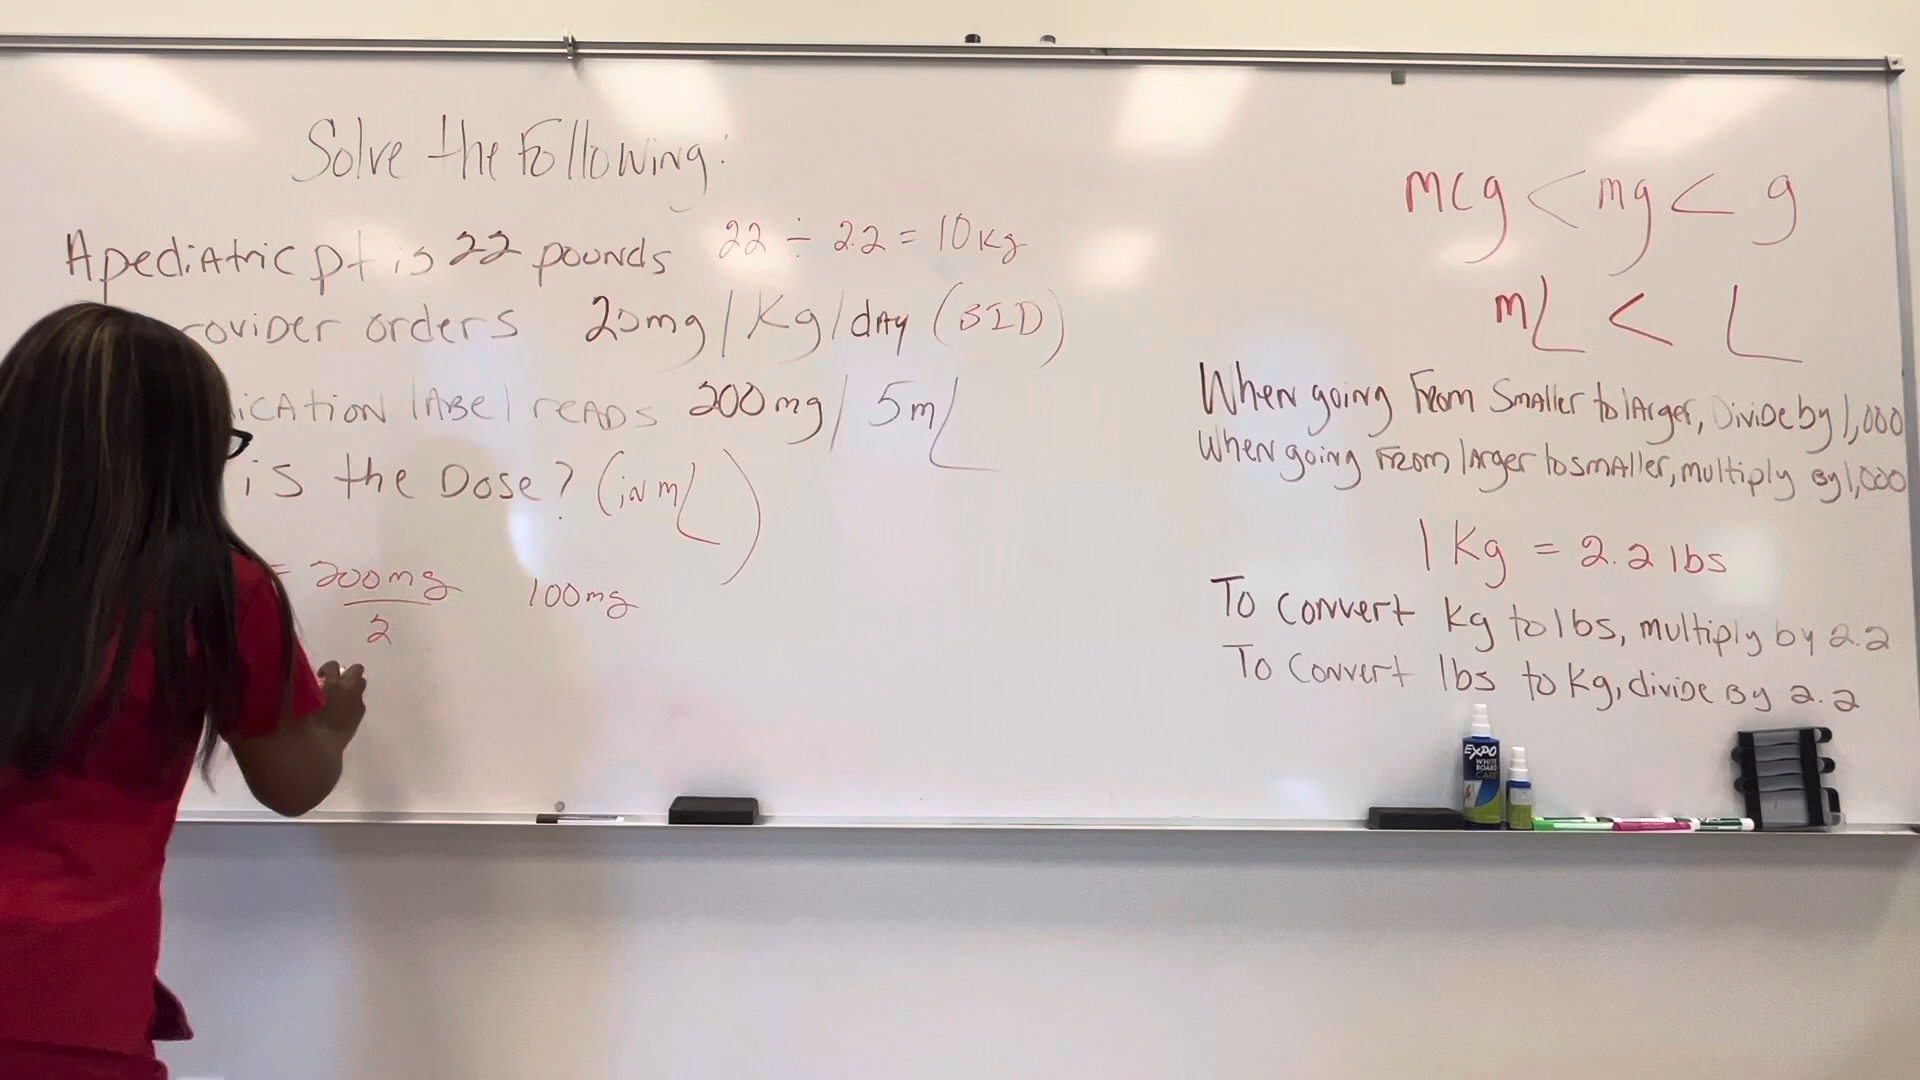 Solve the Following:
A pediatric pt is 22 pounds 22 ÷ 2.2 = 10 kg
rovider orders 20mg/Kg/day (BID)
ication label reads 200mg/5mL
is the Dose? (in mL)
= 200mg 100mg
2
mcg < mg < g
mL < L
When going From Smaller to larger, Divide by 1,000
When going From larger to smaller, multiply by 1,000
1 Kg = 2.2 lbs
To convert kg to lbs, multiply by 2.2
To Convert lbs to kg, divide By 2.2
EXPO
WHITE
BOARD
CARE